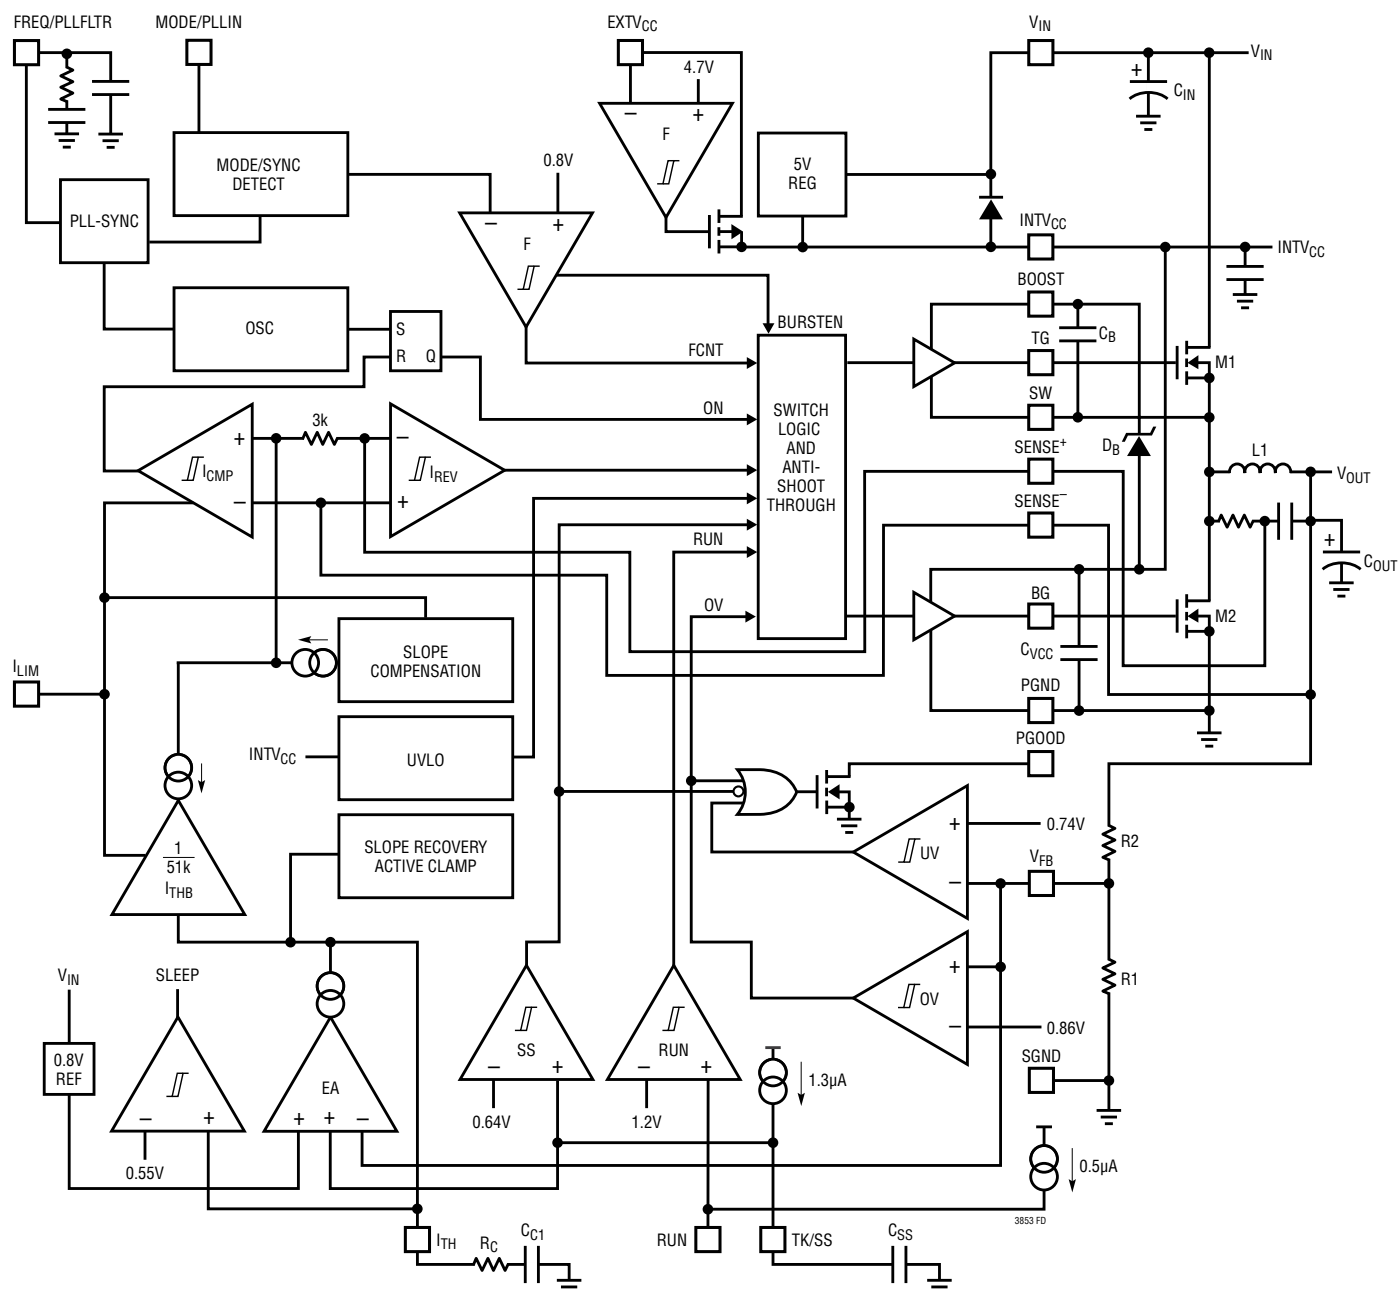 FREQ/PLLFLTR
MODE/PLLIN
EXTVCC
VIN
VIN
CIN
4.7V
−
+
F
MODE/SYNC
DETECT
0.8V
5V
REG
PLL-SYNC
−
+
F
INTVCC
INTVCC
OSC
S
R
Q
BURSTEN
BOOST
CB
FCNT
TG
M1
ON
SW
SWITCH
LOGIC
AND
ANTI-
SHOOT
THROUGH
3k
+
−
ICMP
−
+
IREV
SENSE+
DB
L1
VOUT
SENSE−
RUN
+
COUT
OV
BG
M2
SLOPE
COMPENSATION
CVCC
ILIM
PGND
INTVCC
UVLO
PGOOD
+
0.74V
R2
SLOPE RECOVERY
ACTIVE CLAMP
1
51k
ITHB
UV
−
VFB
VIN
SLEEP
+
OV
−
0.86V
R1
0.8V
REF
EA
SS
RUN
SGND
1.3µA
−
+
+
+
−
−
+
−
+
0.55V
0.64V
1.2V
0.5µA
3853 FD
ITH
RC
CC1
RUN
TK/SS
CSS
+